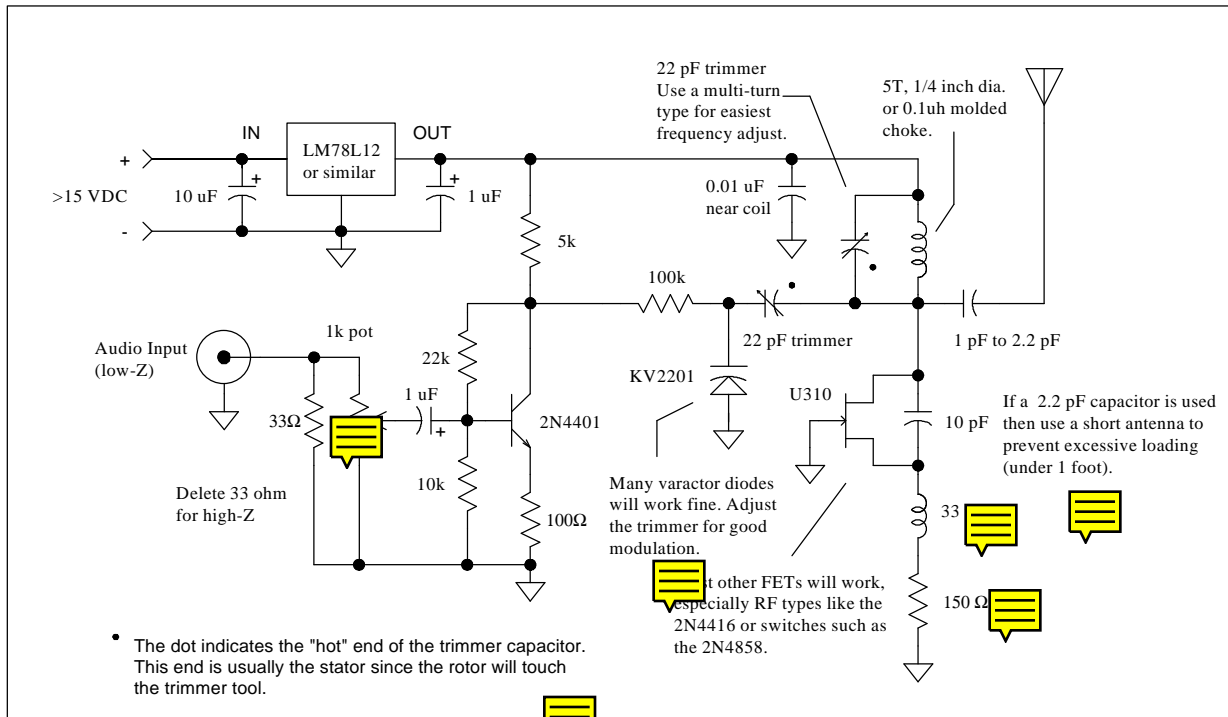 22 pF trimmer
Use a multi-turn
type for easiest
frequency adjust.
5T, 1/4 inch dia.
or 0.1uh molded
choke.
IN
OUT
LM78L12
or similar
+
>15 VDC
-
10 uF
+
1 uF
+
0.01 uF
near coil
5k
100k
22 pF trimmer
1 pF to 2.2 pF
1k pot
Audio Input
(low-Z)
22k
1 uF
+
33Ω
2N4401
KV2201
U310
10 pF
If a 2.2 pF capacitor is used
then use a short antenna to
prevent excessive loading
(under 1 foot).
Delete 33 ohm
for high-Z
10k
100Ω
Many varactor diodes
will work fine. Adjust
the trimmer for good
modulation.
33
150 Ω
other FETs will work,
especially RF types like the
2N4416 or switches such as
the 2N4858.
• The dot indicates the "hot" end of the trimmer capacitor.
This end is usually the stator since the rotor will touch
the trimmer tool.